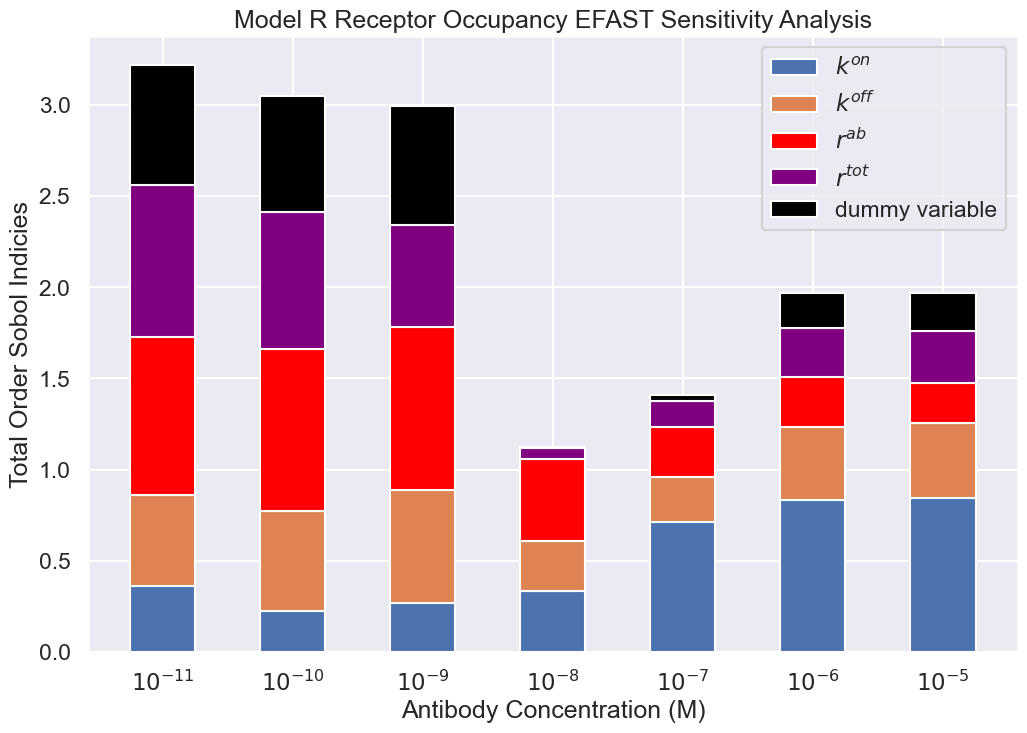 Model R Receptor Occupancy EFAST Sensitivity Analysis
Total Order Sobol Indicies
3.0
2.5
2.0
1.5
1.0
0.5
0.0
k^{on}
k^{off}
r^{ab}
r^{tot}
dummy variable
10^{-11} 10^{-10} 10^{-9} 10^{-8} 10^{-7} 10^{-6} 10^{-5}
Antibody Concentration (M)